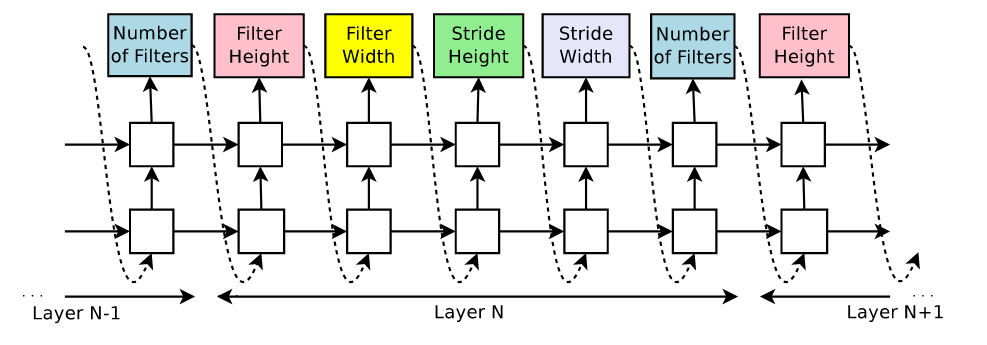 Number
of Filters
Filter
Height
Filter
Width
Stride
Height
Stride
Width
Number
of Filters
Filter
Height
...
Layer N-1
Layer N
...
Layer N+1